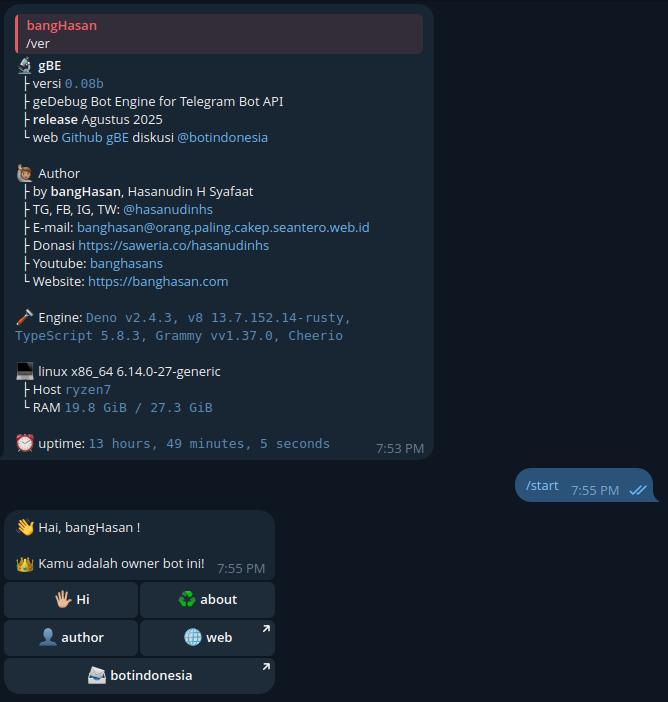 bangHasan
/ver
gBE
├ versi 0.08b
├ geDebug Bot Engine for Telegram Bot API
├ release Agustus 2025
└ web Github gBE diskusi @botindonesia
Author
├ by bangHasan, Hasanudin H Syafaat
├ TG, FB, IG, TW: @hasanudinhs
├ E-mail: banghasan@orang.paling.cakep.seantero.web.id
├ Donasi https://saweria.co/hasanudinhs
├ Youtube: banghasans
└ Website: https://banghasan.com
Engine: Deno v2.4.3, v8 13.7.152.14-rusty,
TypeScript 5.8.3, Grammy vv1.37.0, Cheerio
linux x86_64 6.14.0-27-generic
├ Host ryzen7
└ RAM 19.8 GiB / 27.3 GiB
uptime: 13 hours, 49 minutes, 5 seconds 7:53 PM
/start 7:55 PM
Hai, bangHasan !
Kamu adalah owner bot ini! 7:55 PM
Hi about
author web
botindonesia